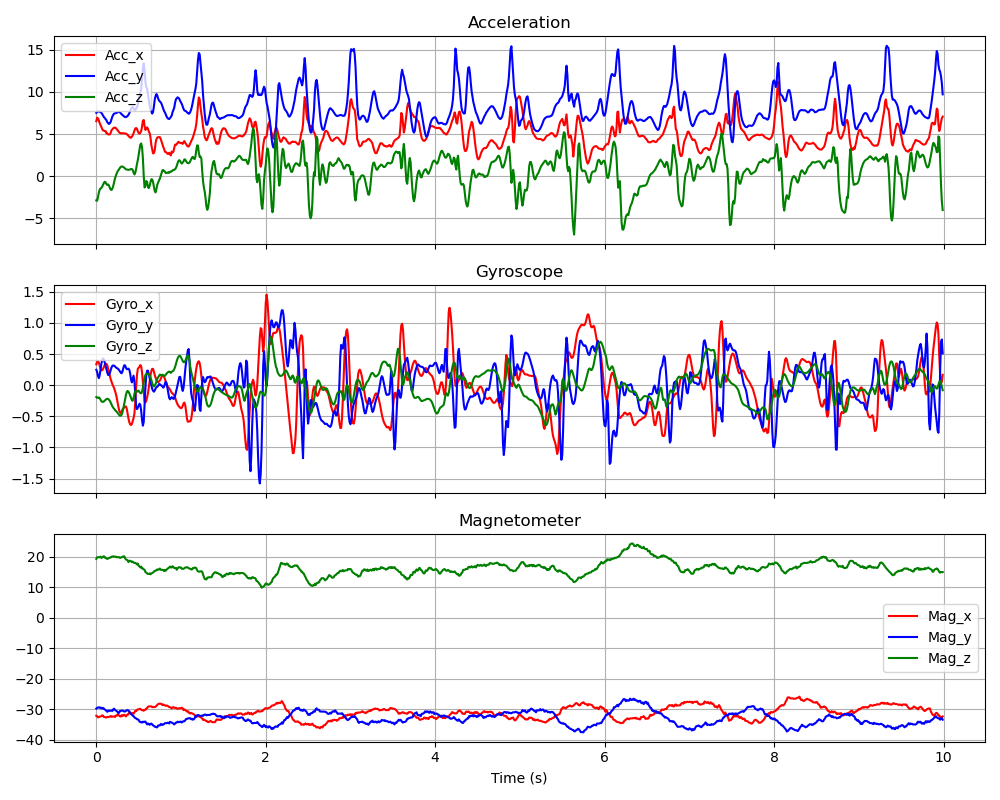 Acceleration
15
10
5
0
−5
Acc_x
Acc_y
Acc_z
Gyroscope
1.5
1.0
0.5
0.0
−0.5
−1.0
−1.5
Gyro_x
Gyro_y
Gyro_z
Magnetometer
20
10
0
−10
−20
−30
−40
Mag_x
Mag_y
Mag_z
0 2 4 6 8 10
Time (s)